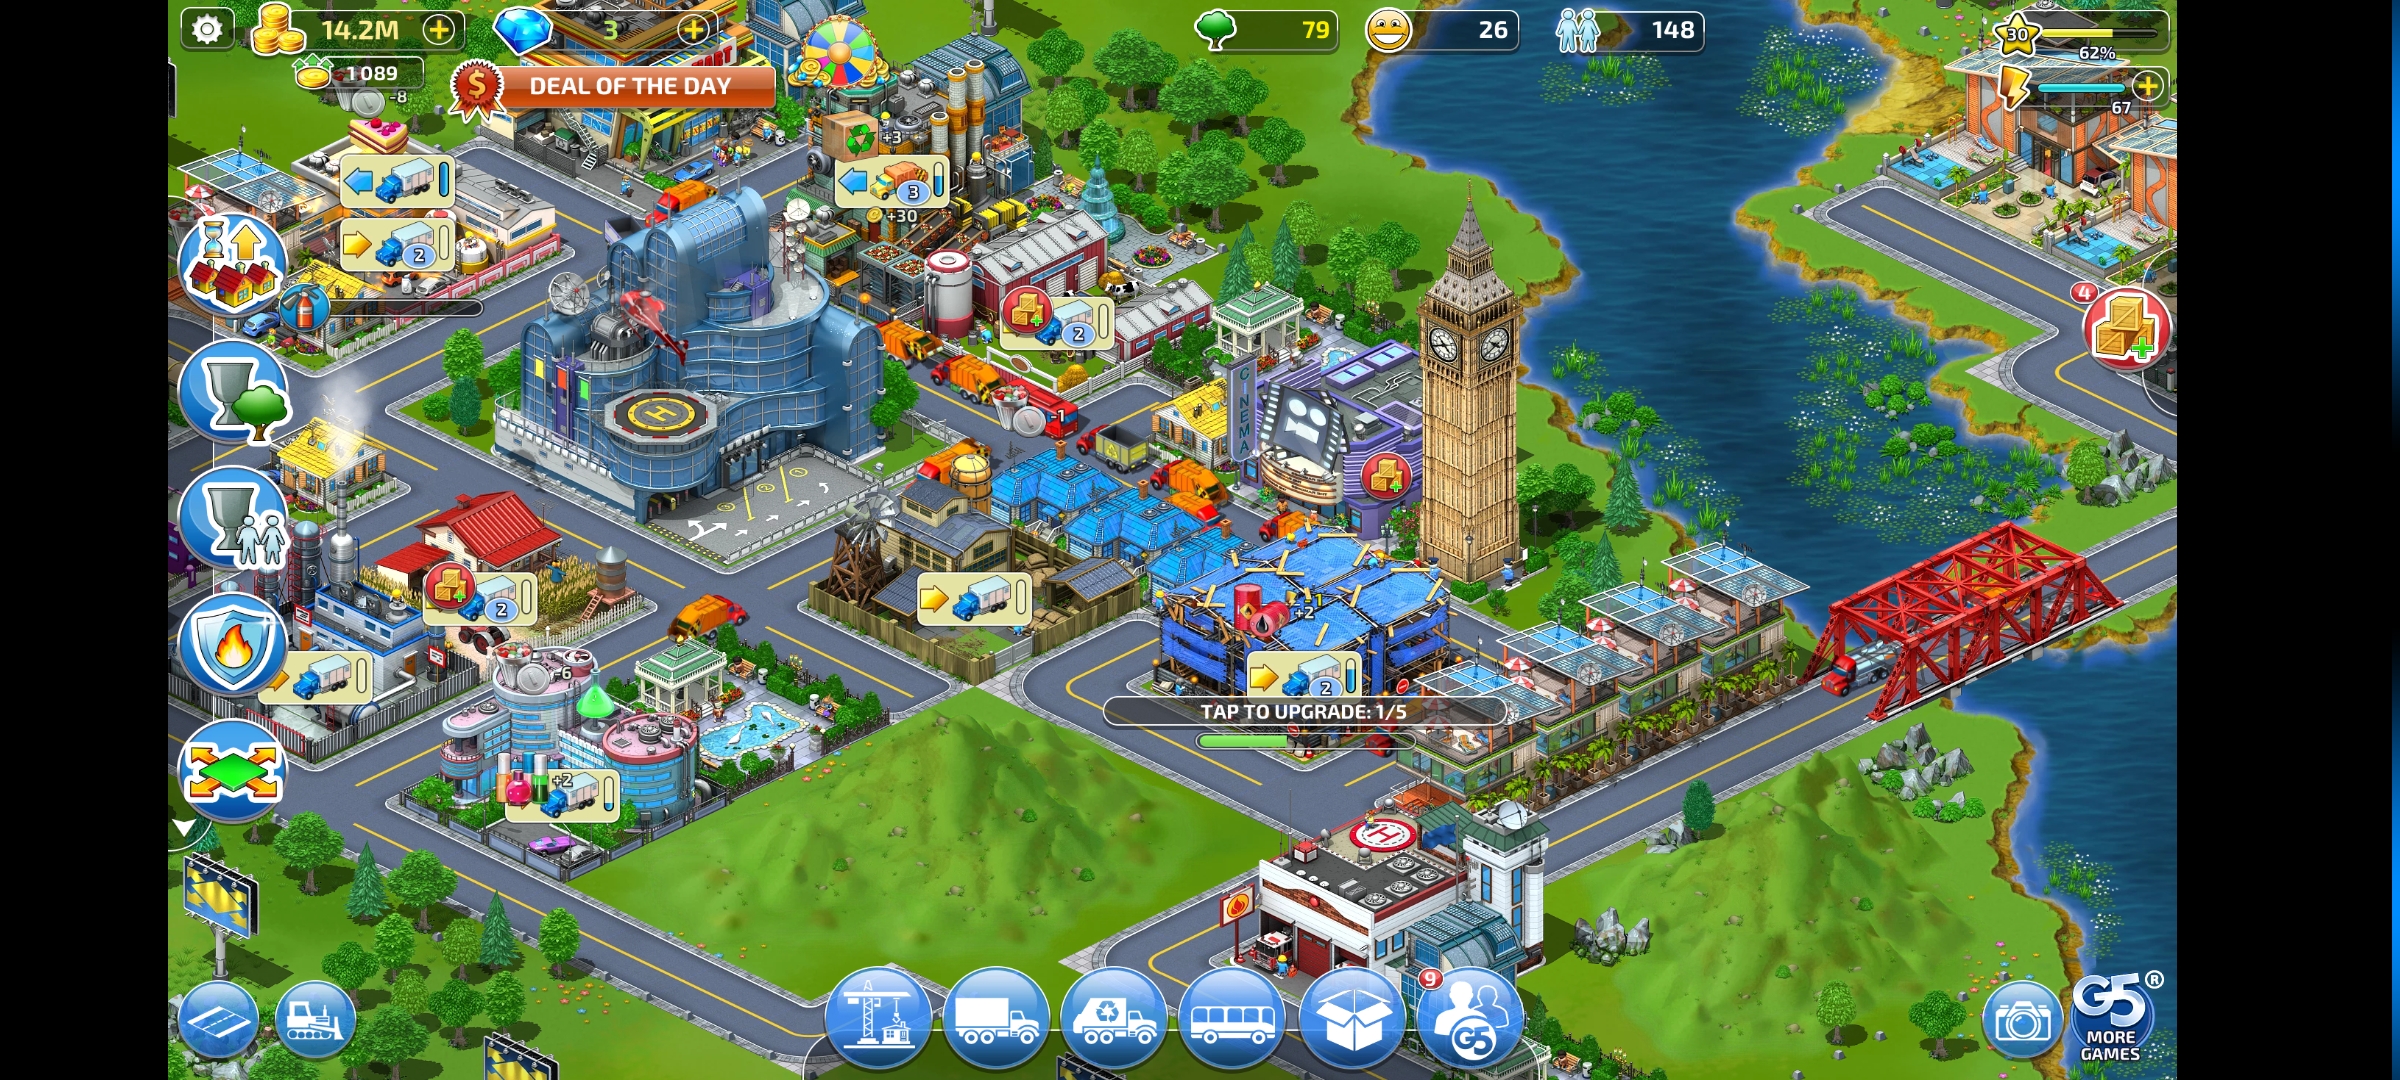 14.2M
3
79
26
148
30
62%
1 089
-8
DEAL OF THE DAY
67
+3
3
+30
2
2
4
CINEMA
-1
2
+2
-1
-6
2
TAP TO UPGRADE: 1/5
+2
H
H
9
A
G5
G5®
MORE
GAMES